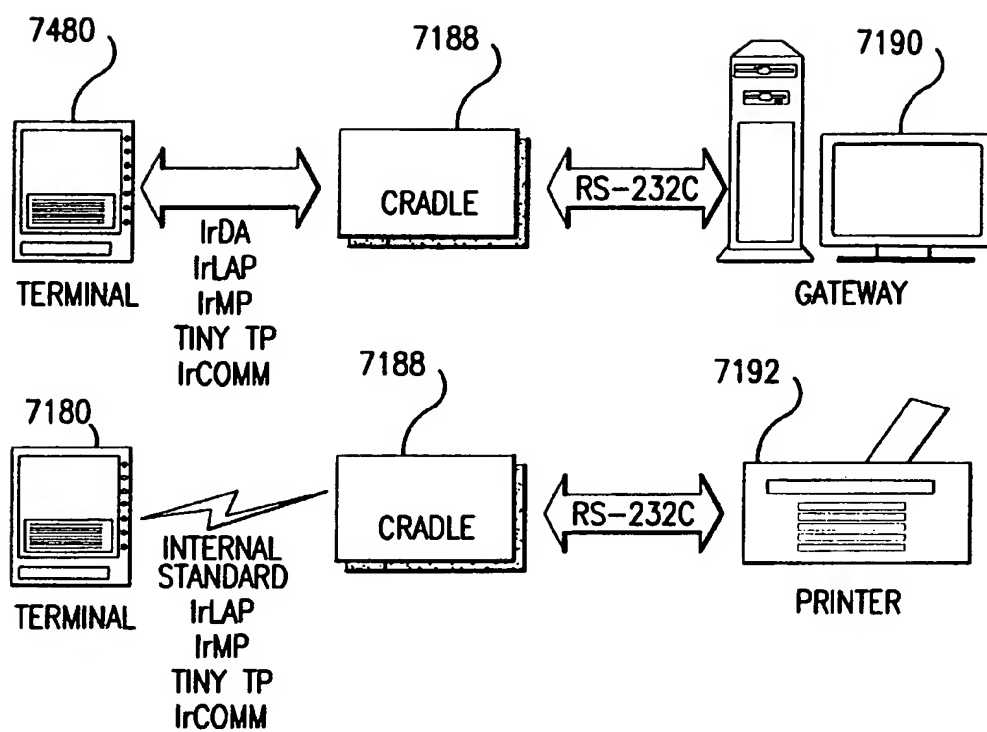 7480
7188
7190
CRADLE
RS-232C
TERMINAL
IrDA
IrLAP
IrMP
TINY TP
IrCOMM
GATEWAY
7180
7188
7192
CRADLE
RS-232C
TERMINAL
INTERNAL
STANDARD
IrLAP
IrMP
TINY TP
IrCOMM
PRINTER